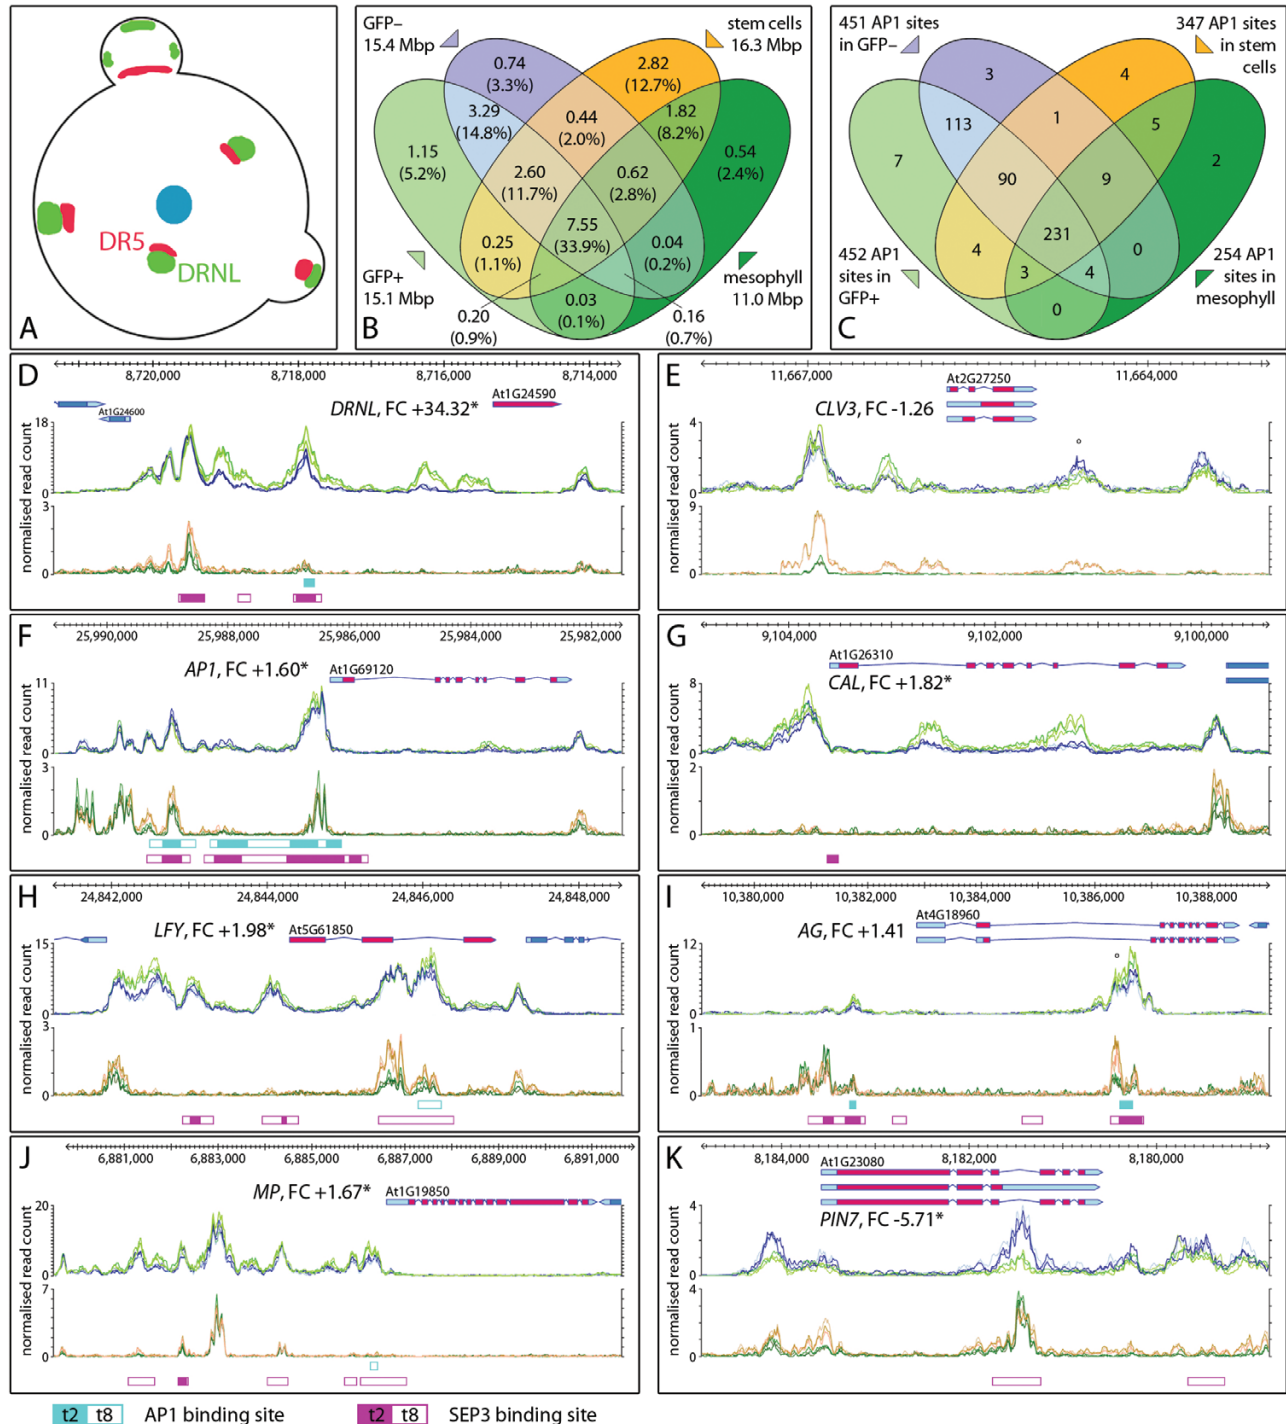 A
DR5
DRNL
B
GFP–
15.4 Mbp
stem cells
16.3 Mbp
0.74
(3.3%)
2.82
(12.7%)
3.29
(14.8%)
0.44
(2.0%)
1.82
(8.2%)
1.15
(5.2%)
2.60
(11.7%)
0.62
(2.8%)
0.54
(2.4%)
7.55
(33.9%)
0.25
(1.1%)
0.04
(0.2%)
GFP+
15.1 Mbp
mesophyll
11.0 Mbp
0.03
(0.1%)
0.20
(0.9%)
0.16
(0.7%)
C
451 AP1 sites
in GFP–
347 AP1 sites
in stem
cells
3
4
113
1
5
7
90
9
2
231
4
0
3
4
0
452 AP1
sites in
GFP+
254 AP1
sites in
mesophyll
D
8,720,000 8,718,000 8,716,000 8,714,000
At1G24600
DRNL, FC +34.32*
At1G24590
normalised read count
18
0
3
0
E
11,667,000 11,664,000
At2G27250
CLV3, FC -1.26
normalised read count
4
0
9
0
F
25,990,000 25,988,000 25,986,000 25,984,000 25,982,000
AP1, FC +1.60*
At1G69120
normalised read count
11
0
3
0
G
9,104,000 9,102,000 9,100,000
At1G26310
CAL, FC +1.82*
normalised read count
8
0
2
0
H
24,842,000 24,844,000 24,846,000 24,848,000
LFY, FC +1.98*
At5G61850
normalised read count
15
0
3
0
I
10,380,000 10,382,000 10,384,000 10,386,000 10,388,000
At4G18960
AG, FC +1.41
normalised read count
12
0
1
0
J
6,881,000 6,883,000 6,885,000 6,887,000 6,889,000 6,891,000
MP, FC +1.67*
At1G19850
normalised read count
20
0
7
0
K
8,184,000 8,182,000 8,180,000
At1G23080
PIN7, FC -5.71*
normalised read count
4
0
4
0
t2 t8 AP1 binding site
t2 t8 SEP3 binding site